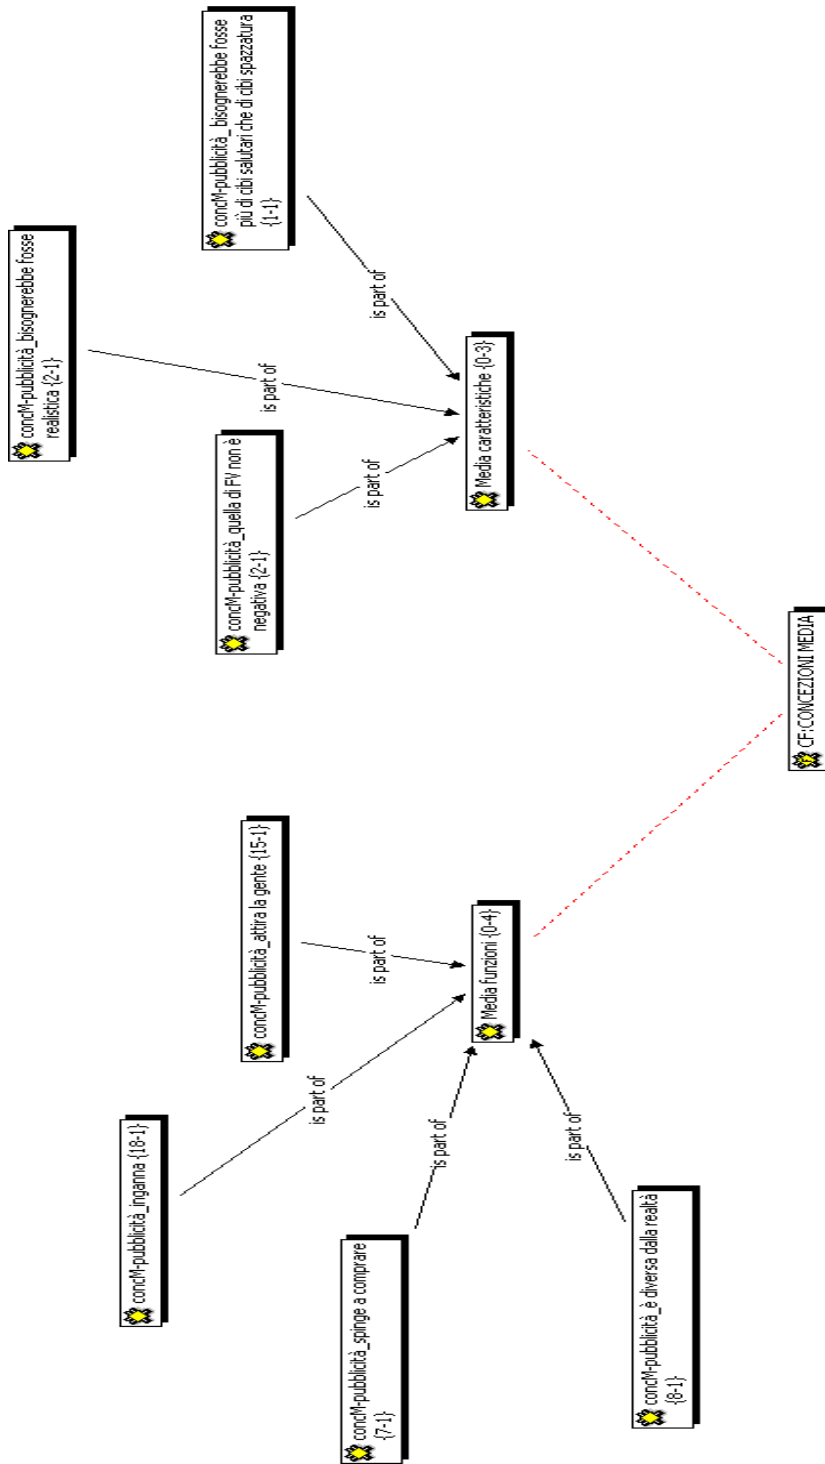 concM-pubblicità_bisognerebbe fosse
più di cibi salutari che di cibi spazzatura
{1-1}
concM-pubblicità_bisognerebbe fosse
realistica {2-1}
concM-pubblicità_quella di FV non è
negativa {2-1}
is part of
is part of
is part of
Media caratteristiche {0-3}
CF:CONCEZIONI MEDIA
concM-pubblicità_attira la gente {15-1}
concM-pubblicità_inganna {18-1}
concM-pubblicità_spinge a comprare
{7-1}
concM-pubblicità_è diversa dalla realtà
{8-1}
is part of
is part of
is part of
is part of
Media funzioni {0-4}